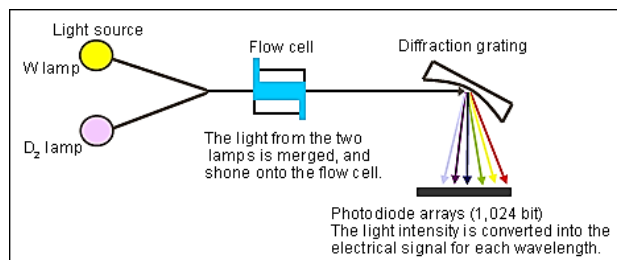 Light source
W lamp
D2 lamp
Flow cell
The light from the two
lamps is merged, and
shone onto the flow cell.
Diffraction grating
Photodiode arrays (1,024 bit)
The light intensity is converted into the
electrical signal for each wavelength.